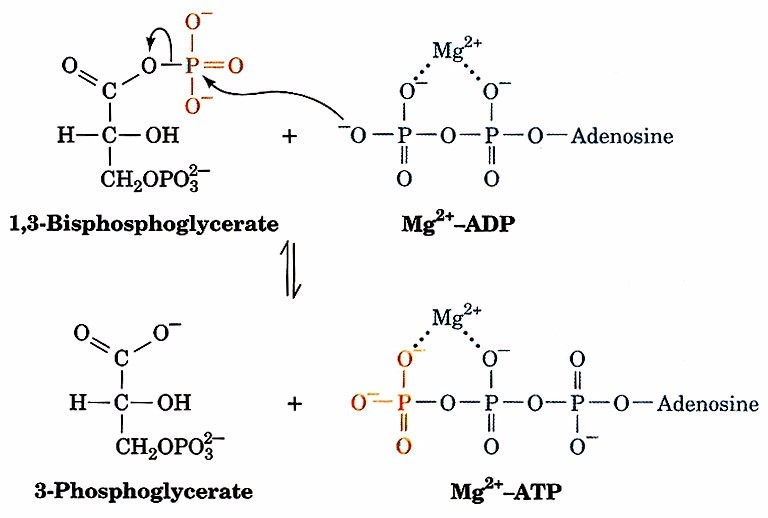 O⁻
O O—P=O Mg²⁺
C O⁻ O⁻ O⁻
H—C—OH + ⁻O—P—O—P—O—Adenosine
CH₂OPO₃²⁻ O O
1,3-Bisphosphoglycerate Mg²⁺–ADP
Mg²⁺
O O⁻ O⁻ O⁻ O
C
H—C—OH + O⁻—P—O—P—O—P—O—Adenosine
CH₂OPO₃²⁻ O O O⁻
3-Phosphoglycerate Mg²⁺–ATP